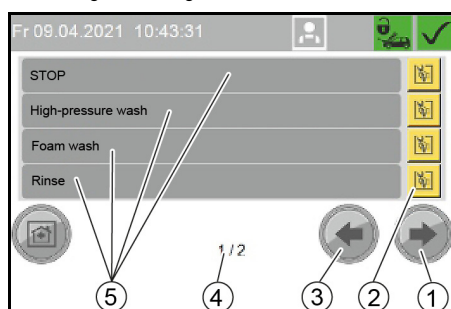 Fr 09.04.2021 10:43:31
STOP
High-pressure wash
Foam wash
Rinse
1 / 2
5 4 3 2 1